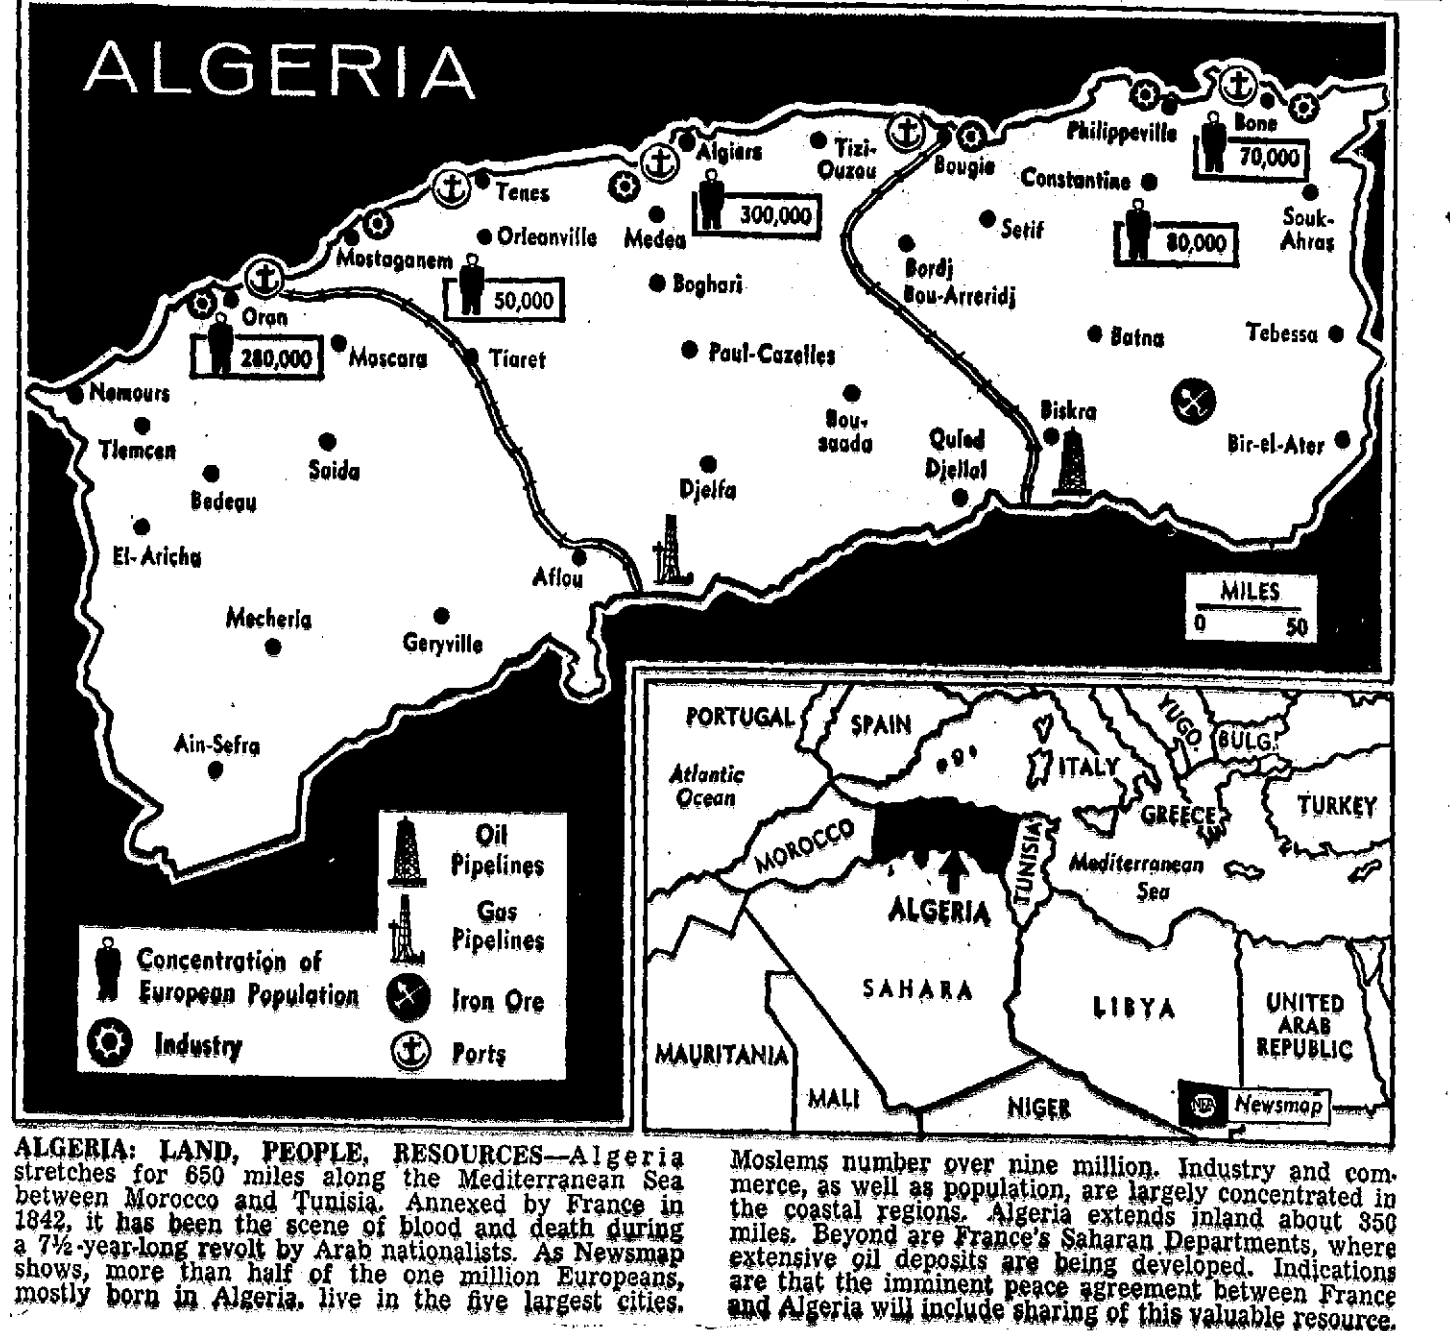 ALGERIA
Algiers
Tizi-
Ouzou
Bougie
Philippeville
Bone
70,000
Constantine
Souk-
Ahras
80,000
Setif
Tenes
300,000
Orleanville
Medea
Mostaganem
Bordj
Bou-Arreridj
Boghari
50,000
Oran
280,000
Mascara
Tiaret
Paul-Cazelles
Batna
Tebessa
Nemours
Tlemcen
Saida
Bedeau
Bou-
saada
Biskra
Quled
Djellal
Bir-el-Ater
Djelfa
El-Aricha
Aflou
Mecheria
Geryville
Ain-Sefra
MILES
0 50
Oil
Pipelines
Gas
Pipelines
Concentration of
European Population
Iron Ore
Industry
Ports
PORTUGAL
SPAIN
YUGO.
BULG.
Atlantic
Ocean
ITALY
GREECE
TURKEY
MOROCCO
TUNISIA
Mediterranean
Sea
ALGERIA
SAHARA
LIBYA
UNITED
ARAB
REPUBLIC
MAURITANIA
MALI
NIGER
NEA
Newsmap
ALGERIA: LAND, PEOPLE, RESOURCES—Algeria
stretches for 650 miles along the Mediterranean Sea
between Morocco and Tunisia. Annexed by France in
1842, it has been the scene of blood and death during
a 7½-year-long revolt by Arab nationalists. As Newsmap
shows, more than half of the one million Europeans,
mostly born in Algeria, live in the five largest cities.
Moslems number over nine million. Industry and com-
merce, as well as population, are largely concentrated in
the coastal regions. Algeria extends inland about 350
miles. Beyond are France's Saharan Departments, where
extensive oil deposits are being developed. Indications
are that the imminent peace agreement between France
and Algeria will include sharing of this valuable resource.